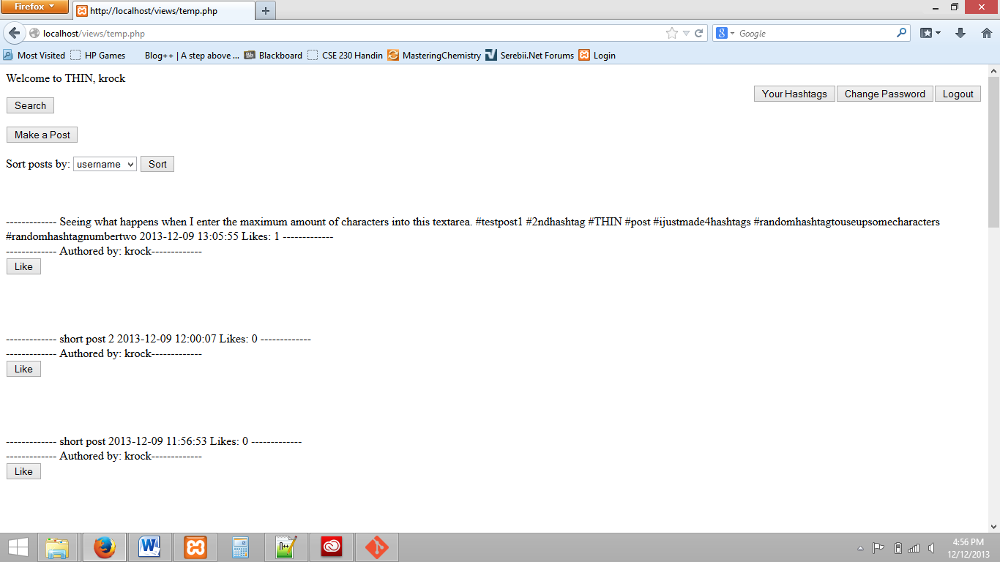 Firefox
http://localhost/views/temp.php
localhost/views/temp.php
Google
Most Visited HP Games Blog++ | A step above ... Bb Blackboard CSE 230 Handin MasteringChemistry Serebii.Net Forums Login
Welcome to THIN, krock
Your Hashtags Change Password Logout
Search
Make a Post
Sort posts by: username Sort
------------- Seeing what happens when I enter the maximum amount of characters into this textarea. #testpost1 #2ndhashtag #THIN #post #ijustmade4hashtags #randomhashtagtouseupsomecharacters
#randomhashtagnumbertwo 2013-12-09 13:05:55 Likes: 1 -------------
------------- Authored by: krock-------------
Like
------------- short post 2 2013-12-09 12:00:07 Likes: 0 -------------
------------- Authored by: krock-------------
Like
------------- short post 2013-12-09 11:56:53 Likes: 0 -------------
------------- Authored by: krock-------------
Like
4:56 PM
12/12/2013